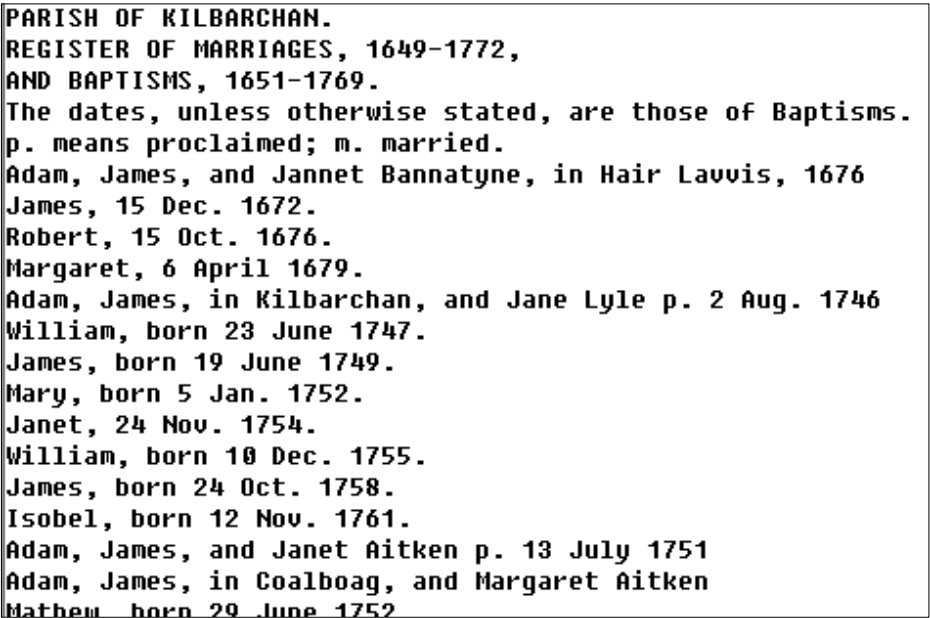 PARISH OF KILBARCHAN.
REGISTER OF MARRIAGES, 1649-1772,
AND BAPTISMS, 1651-1769.
The dates, unless otherwise stated, are those of Baptisms.
p. means proclaimed; m. married.
Adam, James, and Jannet Bannatyne, in Hair Lavvis, 1676
James, 15 Dec. 1672.
Robert, 15 Oct. 1676.
Margaret, 6 April 1679.
Adam, James, in Kilbarchan, and Jane Lyle p. 2 Aug. 1746
William, born 23 June 1747.
James, born 19 June 1749.
Mary, born 5 Jan. 1752.
Janet, 24 Nov. 1754.
William, born 10 Dec. 1755.
James, born 24 Oct. 1758.
Isobel, born 12 Nov. 1761.
Adam, James, and Janet Aitken p. 13 July 1751
Adam, James, in Coalboag, and Margaret Aitken
Mathew, born 29 June 1752